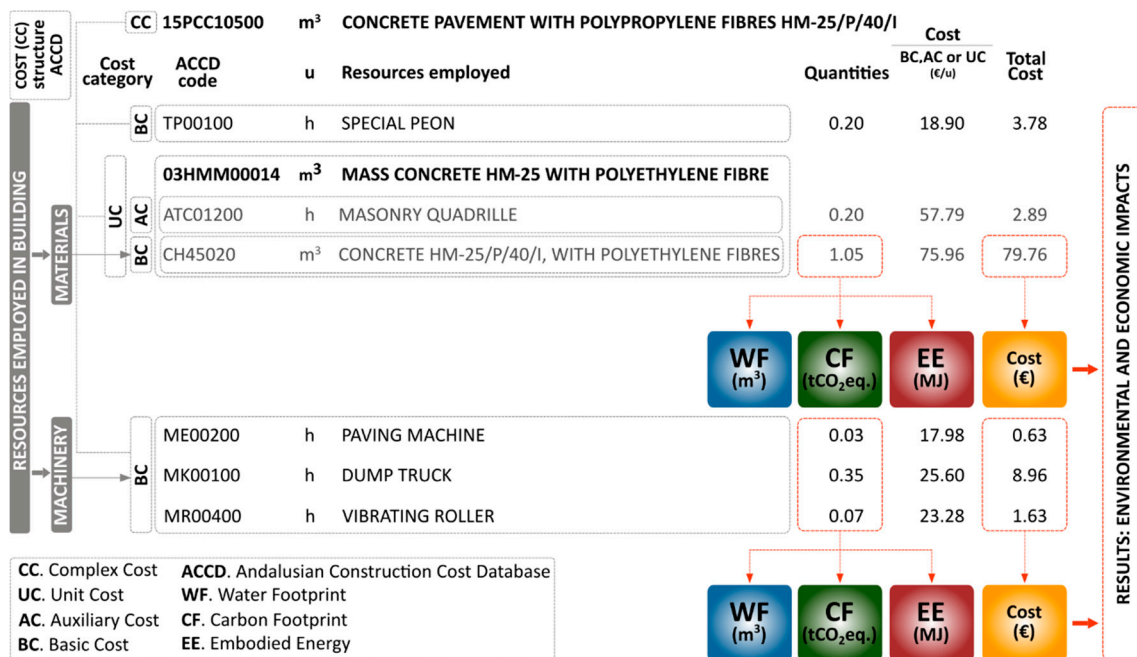 COST (CC)
structure
ACCD
CC 15PCC10500 m³ CONCRETE PAVEMENT WITH POLYPROPYLENE FIBRES HM-25/P/40/I
Cost
category
ACCD
code
u
Resources employed
Quantities
Cost
BC,AC or UC
(€/u)
Total
Cost
RESOURCES EMPLOYED IN BUILDING
BC TP00100 h SPECIAL PEON 0.20 18.90 3.78
MATERIALS
UC
03HMM00014 m³ MASS CONCRETE HM-25 WITH POLYETHYLENE FIBRE
AC ATC01200 h MASONRY QUADRILLE 0.20 57.79 2.89
BC CH45020 m³ CONCRETE HM-25/P/40/I, WITH POLYETHYLENE FIBRES 1.05 75.96 79.76
WF
(m³)
CF
(tCO₂eq.)
EE
(MJ)
Cost
(€)
MACHINERY
BC
ME00200 h PAVING MACHINE 0.03 17.98 0.63
MK00100 h DUMP TRUCK 0.35 25.60 8.96
MR00400 h VIBRATING ROLLER 0.07 23.28 1.63
WF
(m³)
CF
(tCO₂eq.)
EE
(MJ)
Cost
(€)
RESULTS: ENVIRONMENTAL AND ECONOMIC IMPACTS
CC. Complex Cost ACCD. Andalusian Construction Cost Database
UC. Unit Cost WF. Water Footprint
AC. Auxiliary Cost CF. Carbon Footprint
BC. Basic Cost EE. Embodied Energy